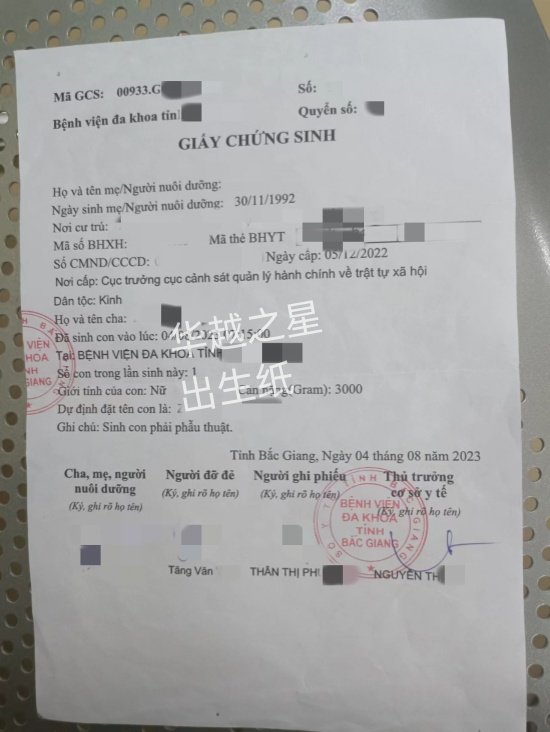 Mã GCS: 00933.G
Số:
Bệnh viện đa khoa tỉn
Quyển số:
GIẤY CHỨNG SINH
Họ và tên mẹ/Người nuôi dưỡng:
Ngày sinh mẹ/Người nuôi dưỡng: 30/11/1992
Nơi cư trú:
Mã số BHXH:
Mã thẻ BHYT
Số CMND/CCCD:
Ngày cấp: 05/12/2022
Nơi cấp: Cục trưởng cục cảnh sát quản lý hành chính về trật tự xã hội
Dân tộc: Kinh
Họ và tên cha:
Đã sinh con vào lúc:
Tại: BỆNH VIỆN ĐA KHOA TỈNH
Số con trong lần sinh này: 1
Giới tính của con: Nữ
Cân nặng(Gram): 3000
Dự định đặt tên con là:
Ghi chú: Sinh con phải phẫu thuật.
华越之星
出生纸
Tỉnh Bắc Giang, Ngày 04 tháng 08 năm 2023
Cha, mẹ, người nuôi dưỡng
(Ký, ghi rõ họ tên)
Người đỡ đẻ
(Ký, ghi rõ họ tên)
Người ghi phiếu
(Ký, ghi rõ họ tên)
Thủ trưởng cơ sở y tế
(Ký, ghi rõ họ tên)
BỆNH VIỆN
ĐA KHOA
TỈNH
BẮC GIANG
Tăng Văn
THÂN THỊ PH
NGUYỄN TH
VIỆN
KHOA
NH
GIANG